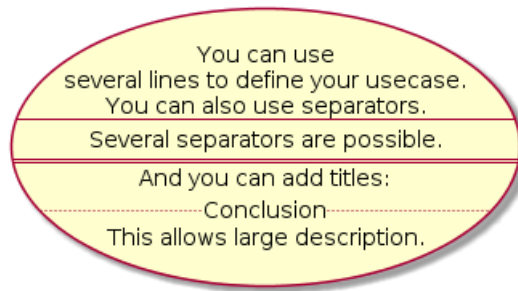 You can use
several lines to define your usecase.
You can also use separators.
Several separators are possible.
And you can add titles:
Conclusion
This allows large description.